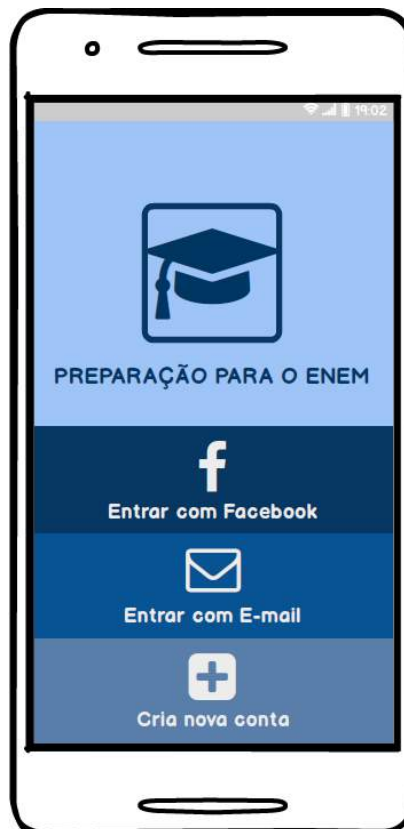 19:02
PREPARAÇÃO PARA O ENEM
Entrar com Facebook
Entrar com E-mail
Cria nova conta